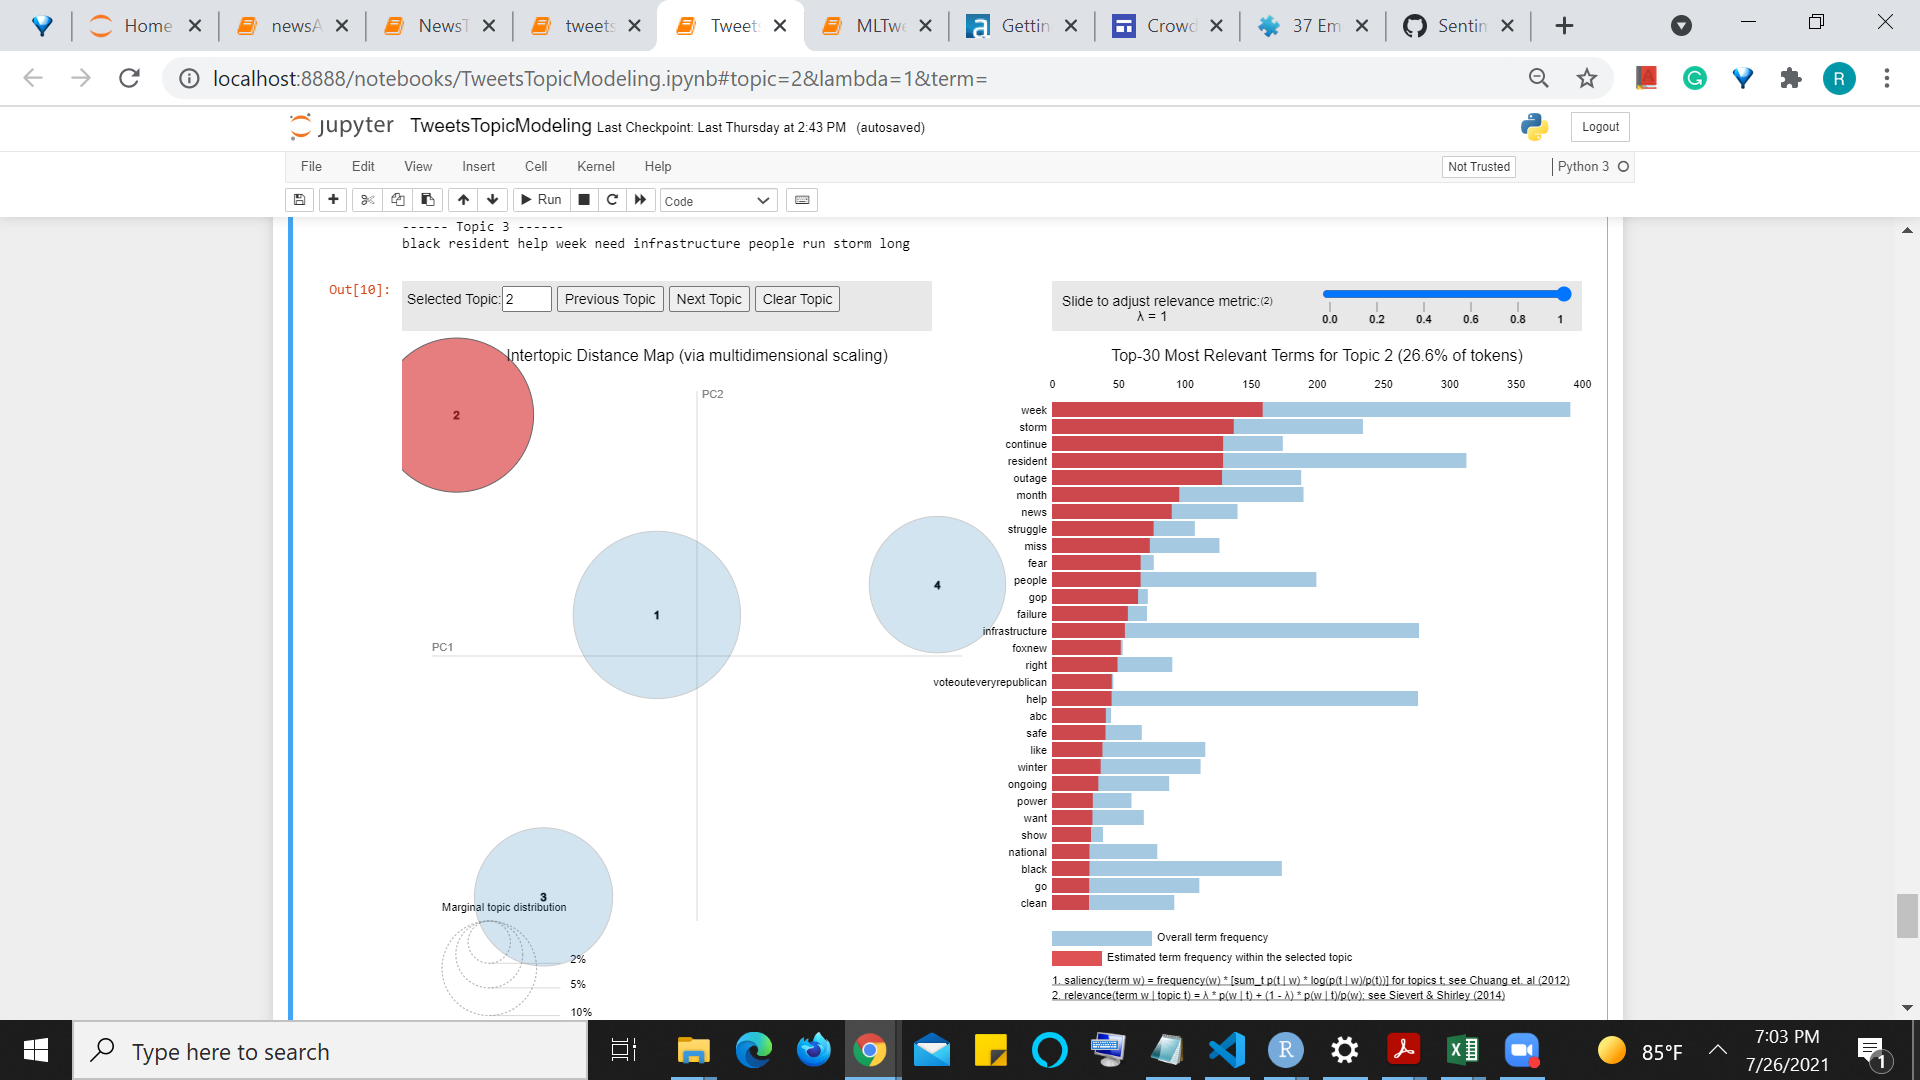 Home
newsA
NewsT
tweets
Tweets
MLTwe
Gettin
Crowd
37 Em
Sentin
localhost:8888/notebooks/TweetsTopicModeling.ipynb#topic=2&lambda=1&term=
R
jupyter TweetsTopicModeling Last Checkpoint: Last Thursday at 2:43 PM (autosaved)
Logout
File Edit View Insert Cell Kernel Help
Not Trusted
Python 3
Run
Code
------ Topic 3 ------
black resident help week need infrastructure people run storm long
Out[10]:
Selected Topic: 2 Previous Topic Next Topic Clear Topic
Slide to adjust relevance metric:(2)
λ = 1
0.0 0.2 0.4 0.6 0.8 1
Intertopic Distance Map (via multidimensional scaling)
PC2
PC1
2
1
4
3
Marginal topic distribution
2%
5%
10%
Top-30 Most Relevant Terms for Topic 2 (26.6% of tokens)
0 50 100 150 200 250 300 350 400
week
storm
continue
resident
outage
month
news
struggle
miss
fear
people
gop
failure
infrastructure
foxnew
right
voteouteveryrepublican
help
abc
safe
like
winter
ongoing
power
want
show
national
black
go
clean
Overall term frequency
Estimated term frequency within the selected topic
1. saliency(term w) = frequency(w) * [sum_t p(t | w) * log(p(t | w)/p(t))] for topics t; see Chuang et. al (2012)
2. relevance(term w | topic t) = λ * p(w | t) + (1 - λ) * p(w | t)/p(w); see Sievert & Shirley (2014)
Type here to search
R
85°F
7:03 PM
7/26/2021
1